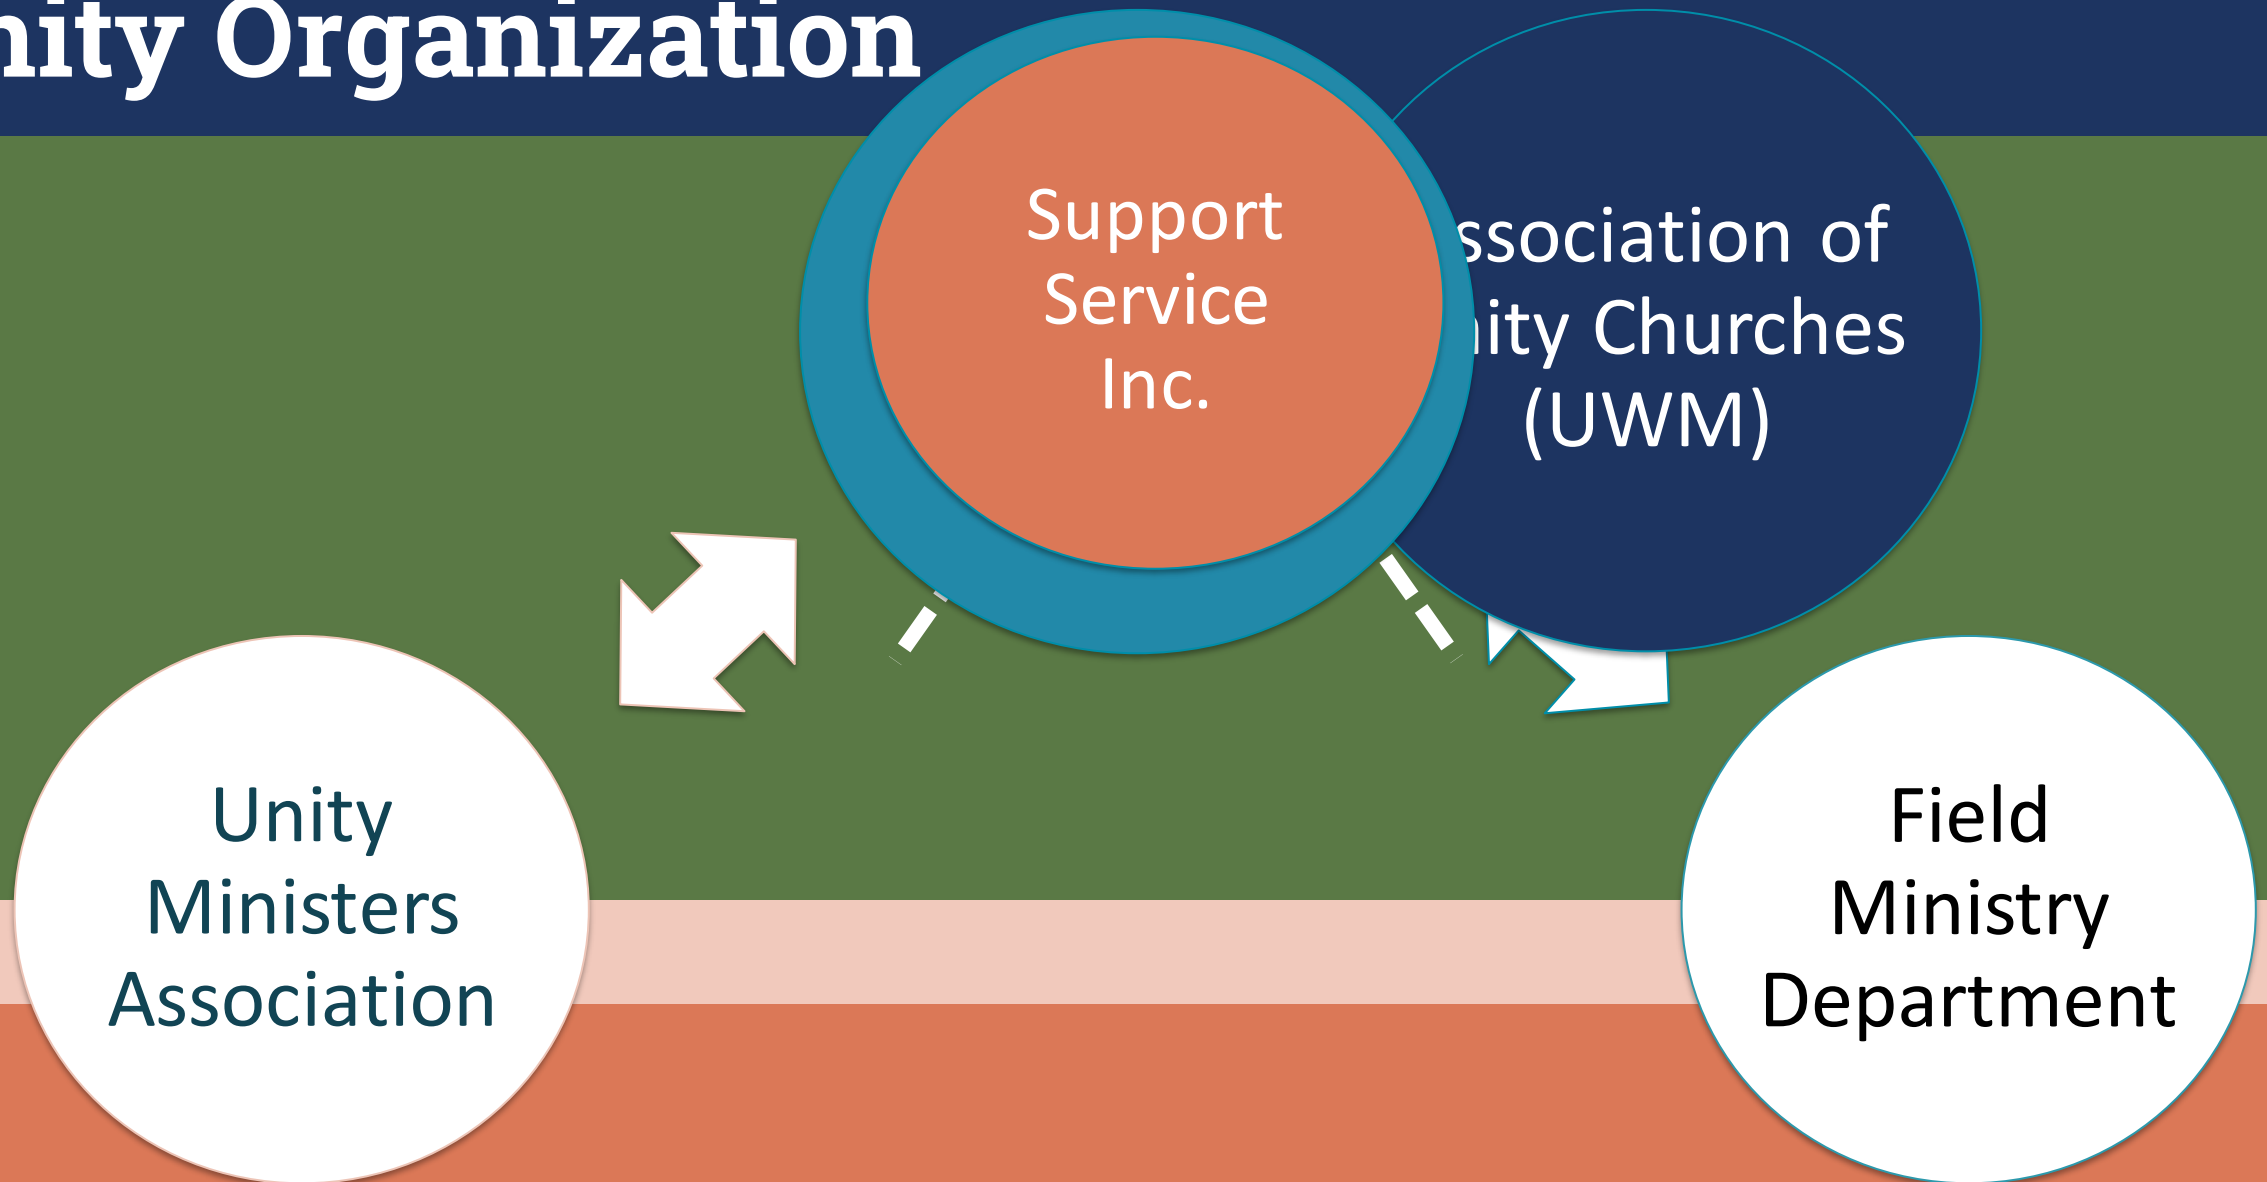 nity Organization
Support
Service
Inc.
ssociation of
ity Churches
(UWM)
Unity
Ministers
Association
Field
Ministry
Department